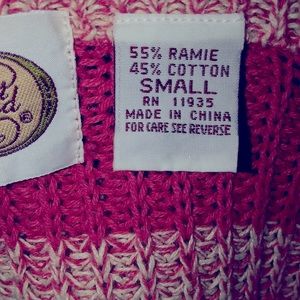 55% RAMIE
45% COTTON
SMALL
RN 11935
MADE IN CHINA
FOR CARE SEE REVERSE